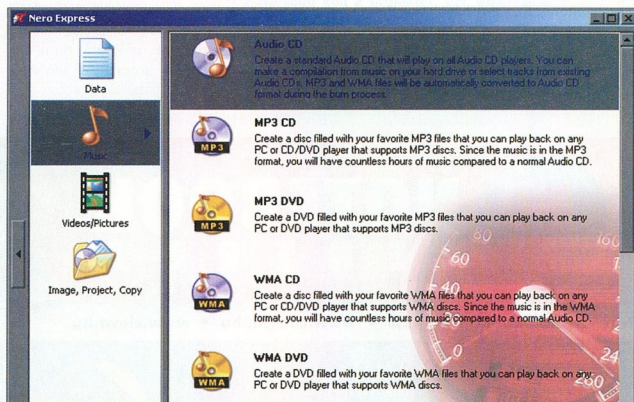 Nero Express
Data
Music
Videos/Pictures
Image, Project, Copy
Audio CD
Create a standard Audio CD that will play on all Audio CD players. You can
make a compilation from music on your hard drive or select tracks from existing
Audio CDs. MP3 and WMA files will be automatically converted to Audio CD
format during the burn process.
MP3
MP3 CD
Create a disc filled with your favorite MP3 files that you can play back on any
PC or CD/DVD player that supports MP3 discs. Since the music is in the MP3
format, you will have countless hours of music compared to a normal Audio CD.
MP3
MP3 DVD
Create a DVD filled with your favorite MP3 files that you can play back on any
PC or DVD player that supports MP3 discs.
WMA
WMA CD
Create a disc filled with your favorite WMA files that you can play back on any
PC or CD/DVD player that supports WMA discs. Since the music is in the WMA
format, you will have countless hours of music compared to a normal Audio CD.
WMA
WMA DVD
Create a DVD filled with your favorite WMA files that you can play back on any
PC or DVD player that supports WMA discs.
80
160
60
40
20
0
24
260